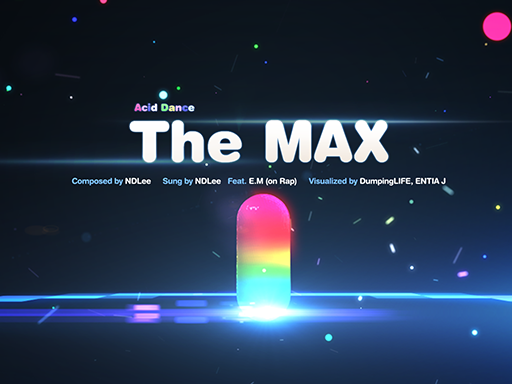 Acid Dance
The MAX
Composed by NDLee Sung by NDLee Feat. E.M (on Rap) Visualized by DumpingLIFE, ENTIA J